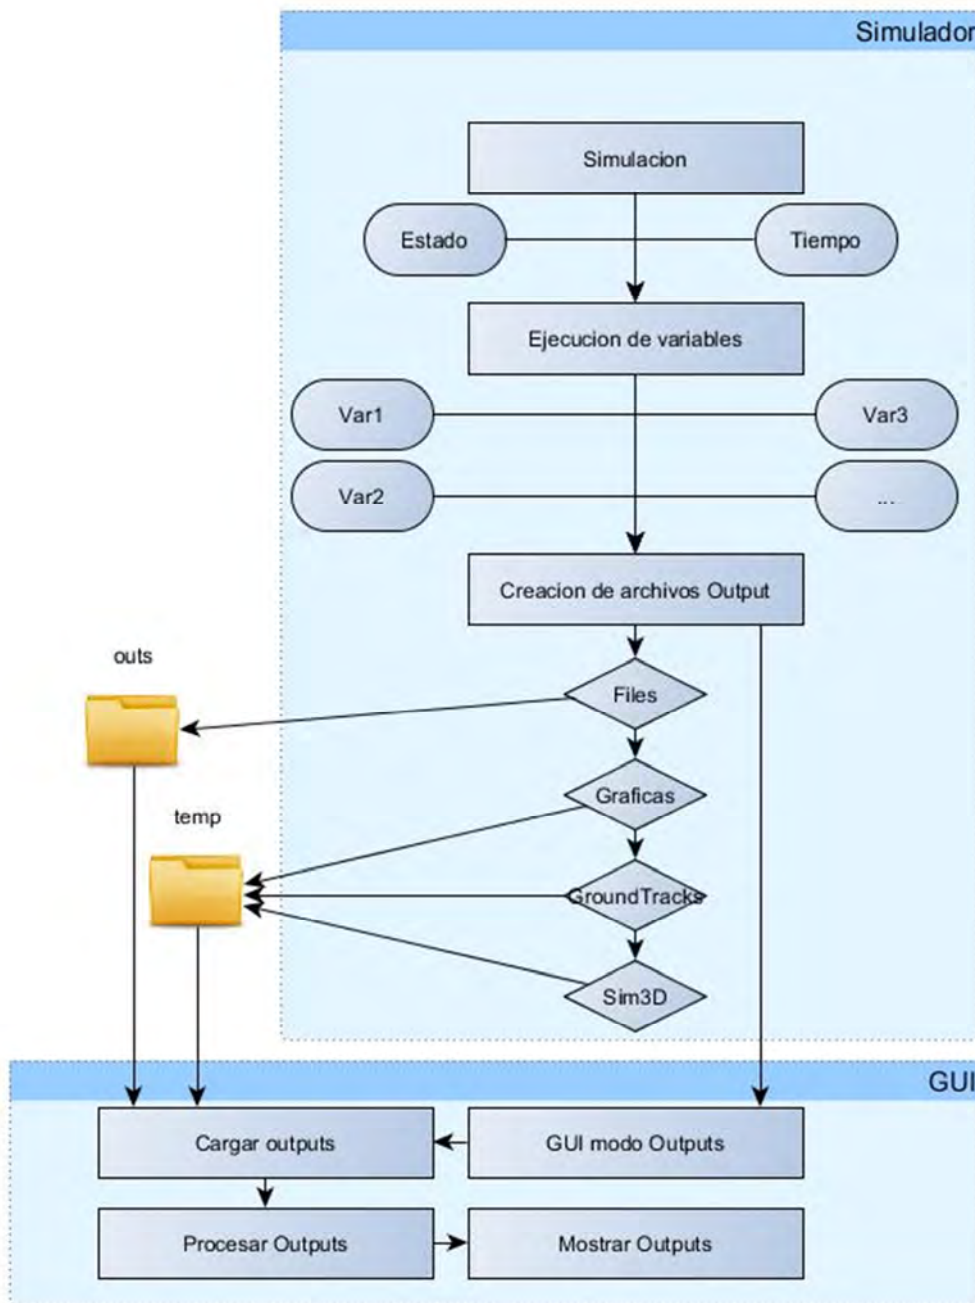 Simulador
Simulacion
Estado
Tiempo
Ejecucion de variables
Var1
Var3
Var2
...
Creacion de archivos Output
outs
Files
Graficas
temp
GroundTracks
Sim3D
GUI
Cargar outputs
GUI modo Outputs
Procesar Outputs
Mostrar Outputs